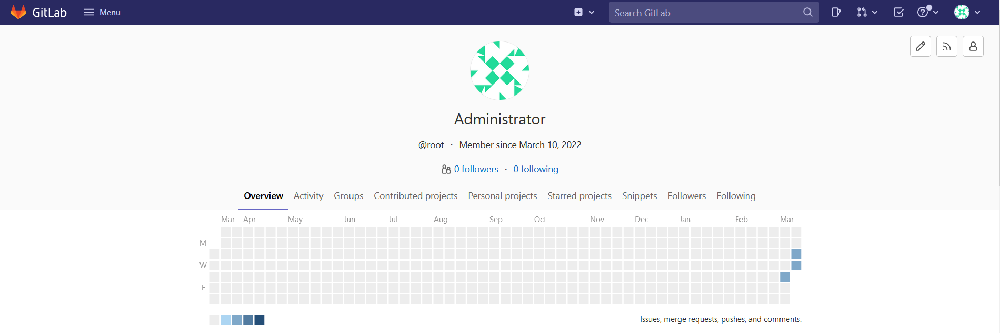 GitLab Menu Search GitLab
Administrator
@root · Member since March 10, 2022
0 followers · 0 following
Overview Activity Groups Contributed projects Personal projects Starred projects Snippets Followers Following
Mar Apr May Jun Jul Aug Sep Oct Nov Dec Jan Feb Mar
M
W
F
Issues, merge requests, pushes, and comments.